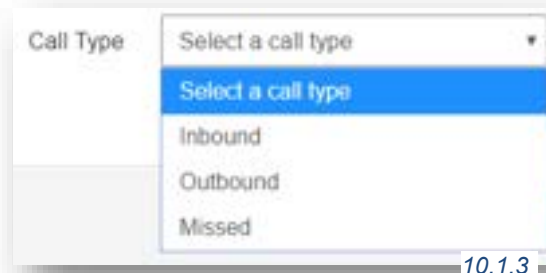 Call Type Select a call type
Select a call type
Inbound
Outbound
Missed
10.1.3